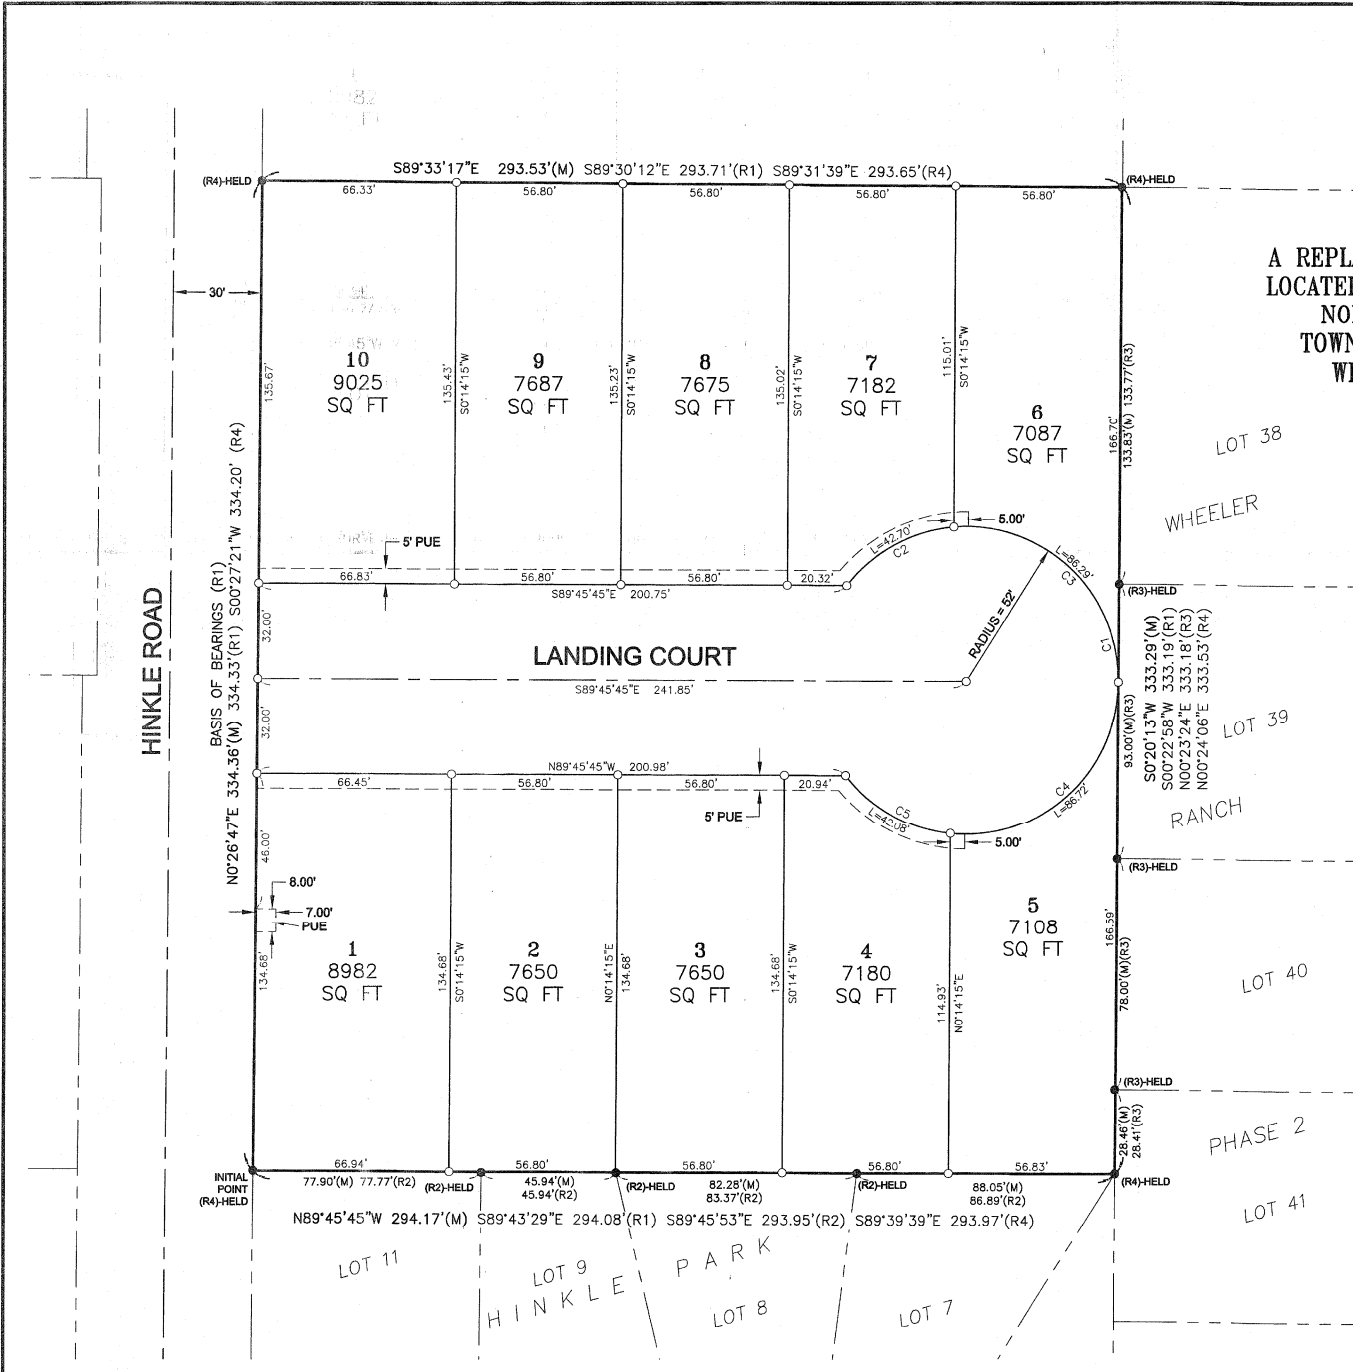 S89°33'17"E 293.53'(M) S89°30'12"E 293.71'(R1) S89°31'39"E 293.65'(R4)
(R4)-HELD
66.33'
56.80'
56.80'
56.80'
56.80'
(R4)-HELD
30'
A REPL
LOCATE
NO
TOWN
135.67'
10
9025
SQ FT
135.43'
S0°14'15"W
9
7687
SQ FT
135.23'
S0°14'15"W
8
7675
SQ FT
135.02'
S0°14'15"W
7
7182
SQ FT
115.01'
S0°14'15"W
6
7087
SQ FT
166.70'
133.83'(M) 133.77'(R3)
LOT 38
WHEELER
5' PUE
L=42.70'
C2
5.00'
L=86.29'
C3
66.83'
56.80'
56.80'
20.32'
S89°45'45"E 200.75'
(R3)-HELD
RADIUS = 52'
C1
HINKLE ROAD
BASIS OF BEARINGS (R1)
N0°26'47"E 334.36'(M) 334.33'(R1) S00°27'21"W 334.20' (R4)
32.00'
LANDING COURT
S89°45'45"E 241.85'
32.00'
93.00'(M)(R3)
S0°20'13"W 333.29'(M)
S00°22'58"W 333.19'(R1)
N00°23'24"E 333.18'(R3)
N00°24'06"E 333.53'(R4)
LOT 39
RANCH
N89°45'45"W 200.98'
66.45'
56.80'
56.80'
20.94'
5' PUE
C5
L=42.08'
C4
L=86.72'
5.00'
46.00'
8.00'
7.00'
PUE
(R3)-HELD
134.68'
1
8982
SQ FT
134.68'
S0°14'15"W
2
7650
SQ FT
N0°14'15"E
134.68'
3
7650
SQ FT
134.68'
S0°14'15"W
4
7180
SQ FT
114.93'
N0°14'15"E
5
7108
SQ FT
166.59'
78.00'(M)(R3)
LOT 40
(R3)-HELD
28.46'(M)
28.41'(R3)
PHASE 2
INITIAL
POINT
(R4)-HELD
66.94'
56.80'
56.80'
56.80'
56.83'
77.90'(M) 77.77'(R2)
(R2)-HELD
45.94'(M)
45.94'(R2)
(R2)-HELD
82.28'(M)
83.37'(R2)
(R2)-HELD
88.05'(M)
86.89'(R2)
(R4)-HELD
N89°45'45"W 294.17'(M) S89°43'29"E 294.08'(R1) S89°45'53"E 293.95'(R2) S89°39'39"E 293.97'(R4)
LOT 41
LOT 11
LOT 9
HINKLE PARK
LOT 8
LOT 7